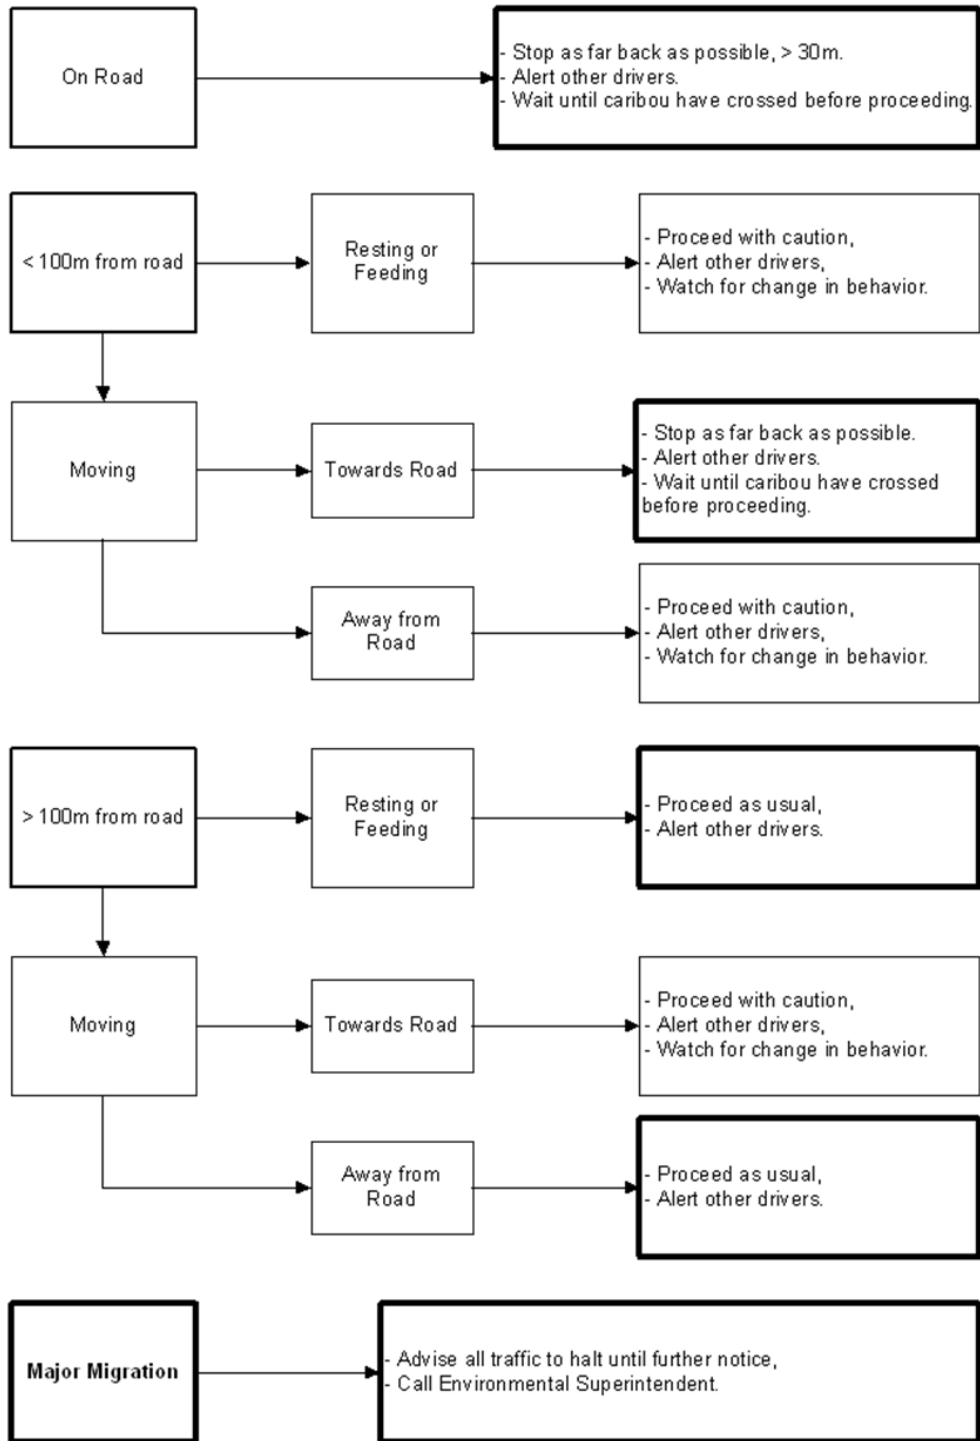 On Road
- Stop as far back as possible, > 30m.
- Alert other drivers.
- Wait until caribou have crossed before proceeding.
< 100m from road
Resting or
Feeding
- Proceed with caution,
- Alert other drivers,
- Watch for change in behavior.
Moving
Towards Road
- Stop as far back as possible.
- Alert other drivers.
- Wait until caribou have crossed
before proceeding.
Away from
Road
- Proceed with caution,
- Alert other drivers,
- Watch for change in behavior.
> 100m from road
Resting or
Feeding
- Proceed as usual,
- Alert other drivers.
Moving
Towards Road
- Proceed with caution,
- Alert other drivers,
- Watch for change in behavior.
Away from
Road
- Proceed as usual,
- Alert other drivers.
Major Migration
- Advise all traffic to halt until further notice,
- Call Environmental Superintendent.